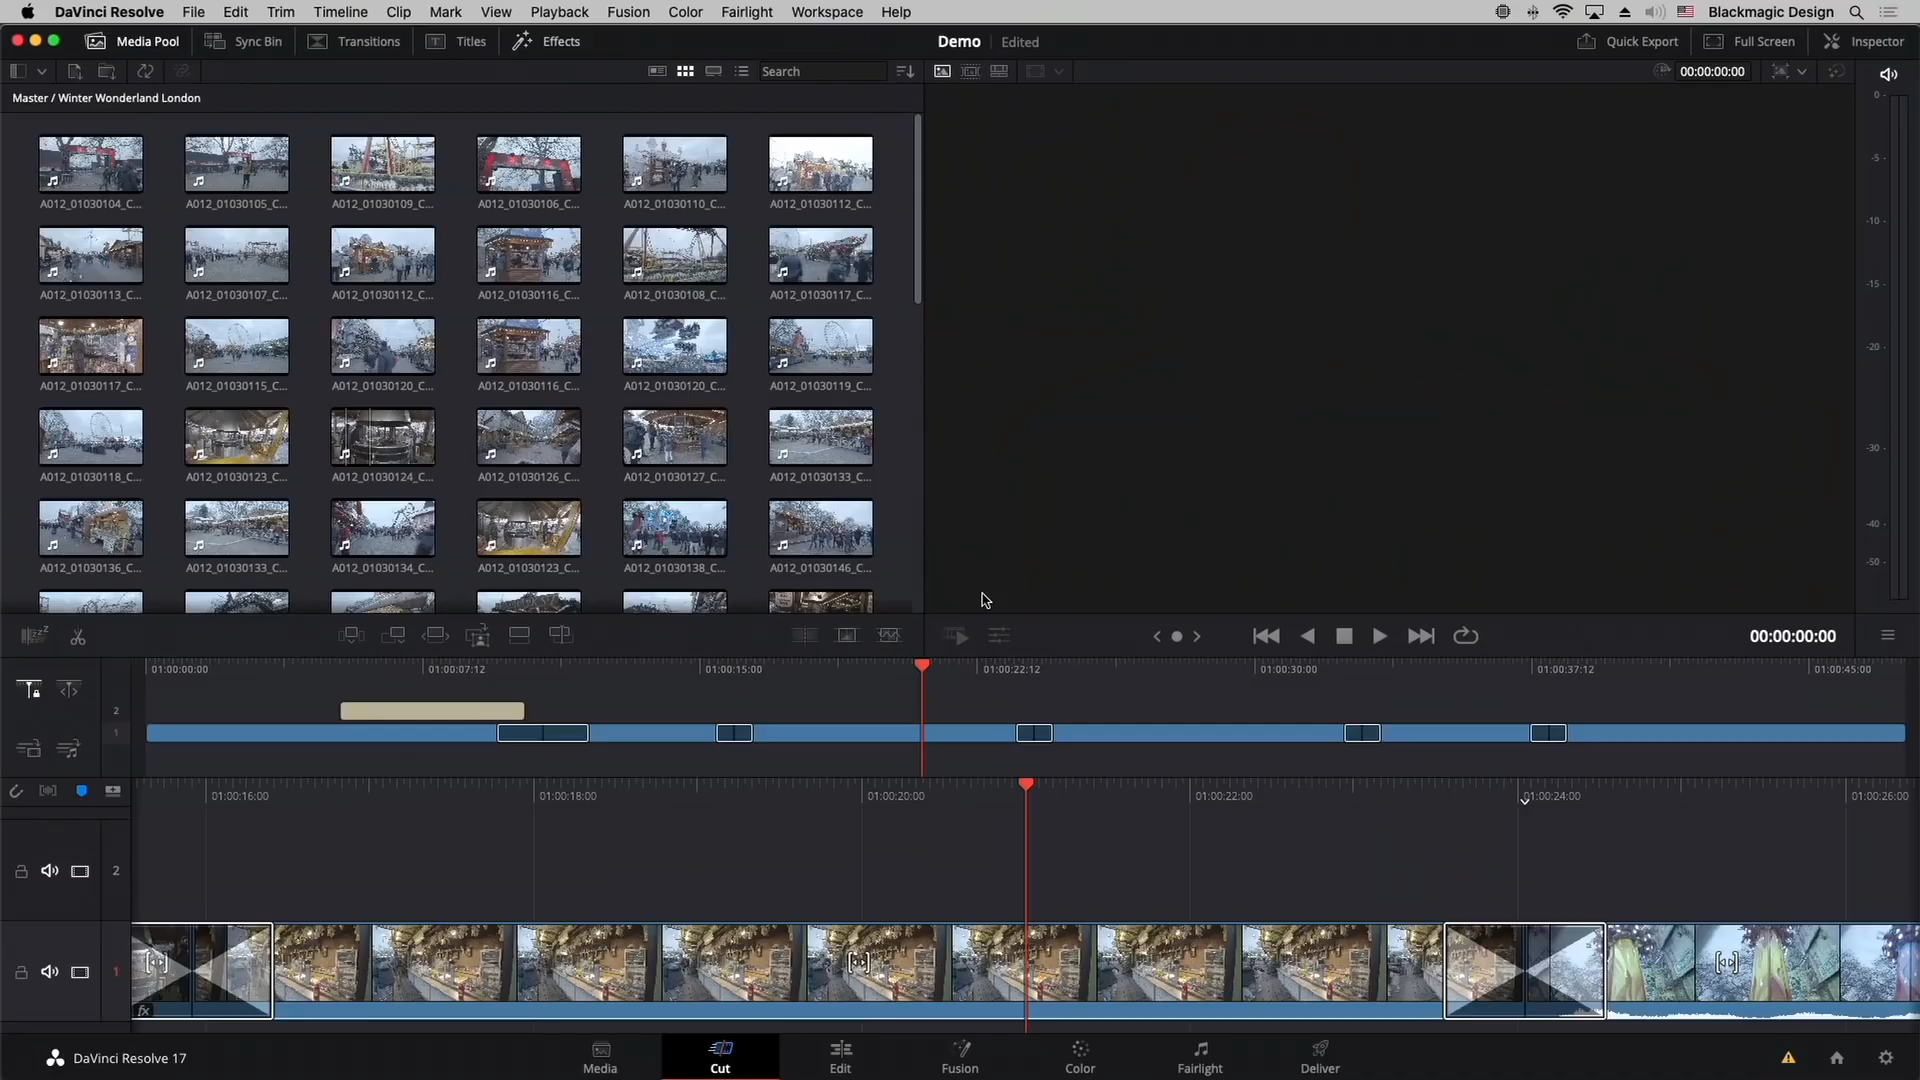 DaVinci Resolve File Edit Trim Timeline Clip Mark View Playback Fusion Color Fairlight Workspace Help Blackmagic Design
Media Pool Sync Bin Transitions Titles Effects Demo Edited Quick Export Full Screen Inspector
Search 00:00:00:00
Master / Winter Wonderland London
0
-5
-10
-15
-20
-30
-40
-50
A012_01030104_C... A012_01030105_C... A012_01030109_C... A012_01030106_C... A012_01030110_C... A012_01030112_C...
A012_01030113_C... A012_01030107_C... A012_01030112_C... A012_01030116_C... A012_01030108_C... A012_01030117_C...
A012_01030117_C... A012_01030115_C... A012_01030120_C... A012_01030116_C... A012_01030120_C... A012_01030119_C...
A012_01030118_C... A012_01030123_C... A012_01030124_C... A012_01030126_C... A012_01030127_C... A012_01030133_C...
A012_01030136_C... A012_01030133_C... A012_01030134_C... A012_01030123_C... A012_01030138_C... A012_01030146_C...
00:00:00:00
01:00:00:00 01:00:07:12 01:00:15:00 01:00:22:12 01:00:30:00 01:00:37:12 01:00:45:00
2
1
01:00:16:00 01:00:18:00 01:00:20:00 01:00:22:00 01:00:24:00 01:00:26:00
2
1
fx
DaVinci Resolve 17 Media Cut Edit Fusion Color Fairlight Deliver